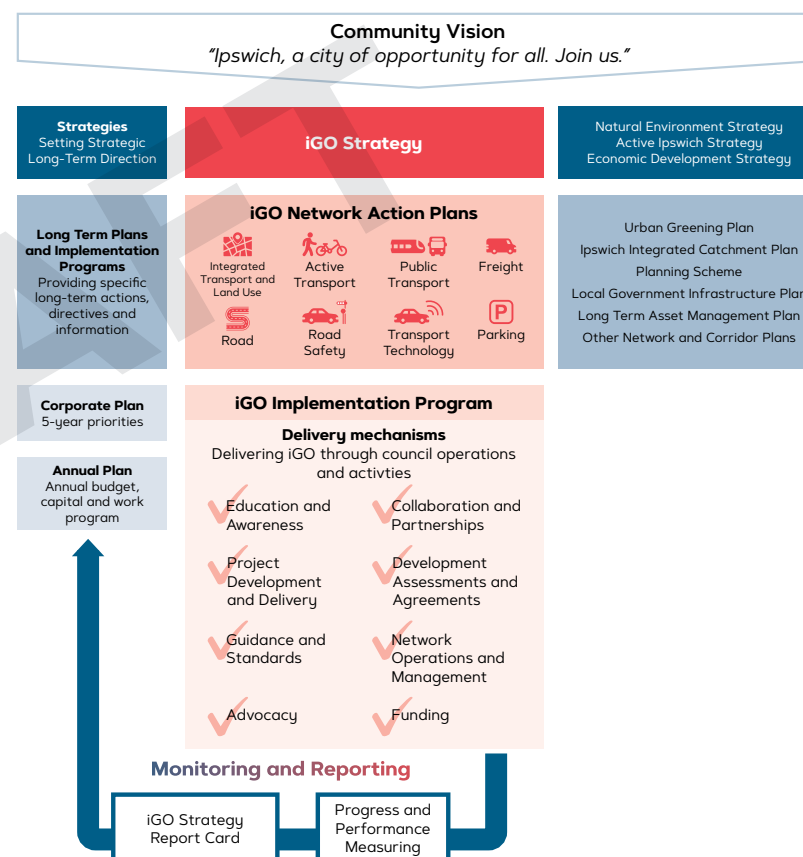 Community Vision
“Ipswich, a city of opportunity for all. Join us.”
Strategies
Setting Strategic
Long-Term Direction
iGO Strategy
Natural Environment Strategy
Active Ipswich Strategy
Economic Development Strategy
Long Term Plans
and Implementation
Programs
Providing specific
long-term actions,
directives and
information
iGO Network Action Plans
Integrated
Transport and
Land Use
Active
Transport
Public
Transport
Freight
Road
Road
Safety
Transport
Technology
P
Parking
Urban Greening Plan
Ipswich Integrated Catchment Plan
Planning Scheme
Local Government Infrastructure Plan
Long Term Asset Management Plan
Other Network and Corridor Plans
Corporate Plan
5-year priorities
Annual Plan
Annual budget,
capital and work
program
iGO Implementation Program
Delivery mechanisms
Delivering iGO through council operations
and activties
Education and
Awareness
Collaboration and
Partnerships
Project
Development
and Delivery
Development
Assessments and
Agreements
Guidance and
Standards
Network
Operations and
Management
Advocacy
Funding
Monitoring and Reporting
iGO Strategy
Report Card
Progress and
Performance
Measuring
AFT